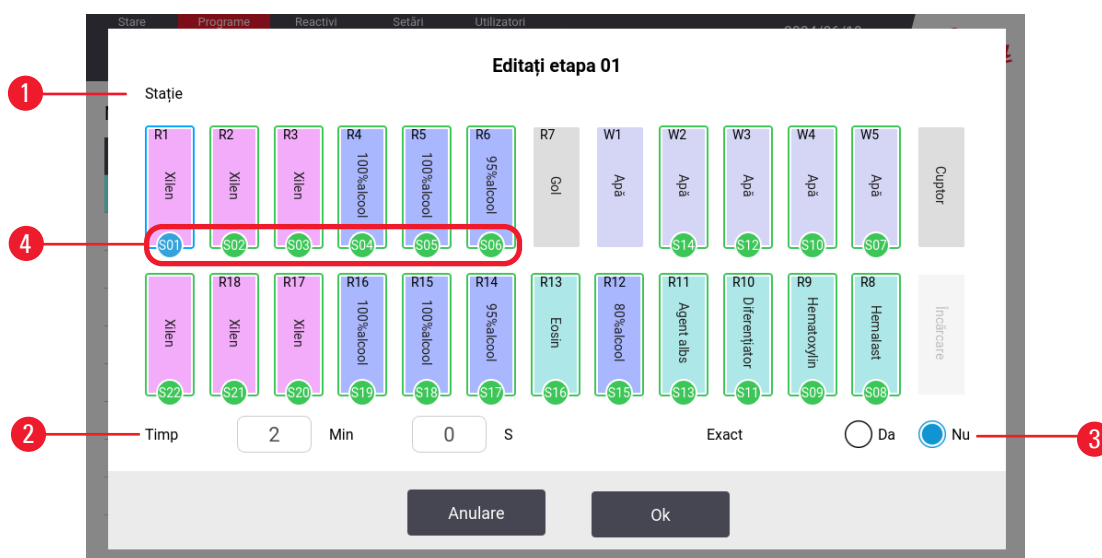 Stare Programe Reactivi Setări Utilizatori
Editați etapa 01
1
Stație
R1 R2 R3 R4 R5 R6 R7 W1 W2 W3 W4 W5
Xilen Xilen Xilen 100%alcool 100%alcool 95%alcool Gol Apă Apă Apă Apă Apă Cuptor
4
S01 S02 S03 S04 S05 S06 S14 S12 S10 S07
R18 R17 R16 R15 R14 R13 R12 R11 R10 R9 R8
Xilen Xilen Xilen 100%alcool 100%alcool 95%alcool Eosin 80%alcool Agent albs Diferențiator Hematoxylin Hemalast Încărcare
S22 S21 S20 S19 S18 S17 S16 S15 S13 S11 S09 S08
2
Timp 2 Min 0 S Exact Da Nu
3
Anulare Ok